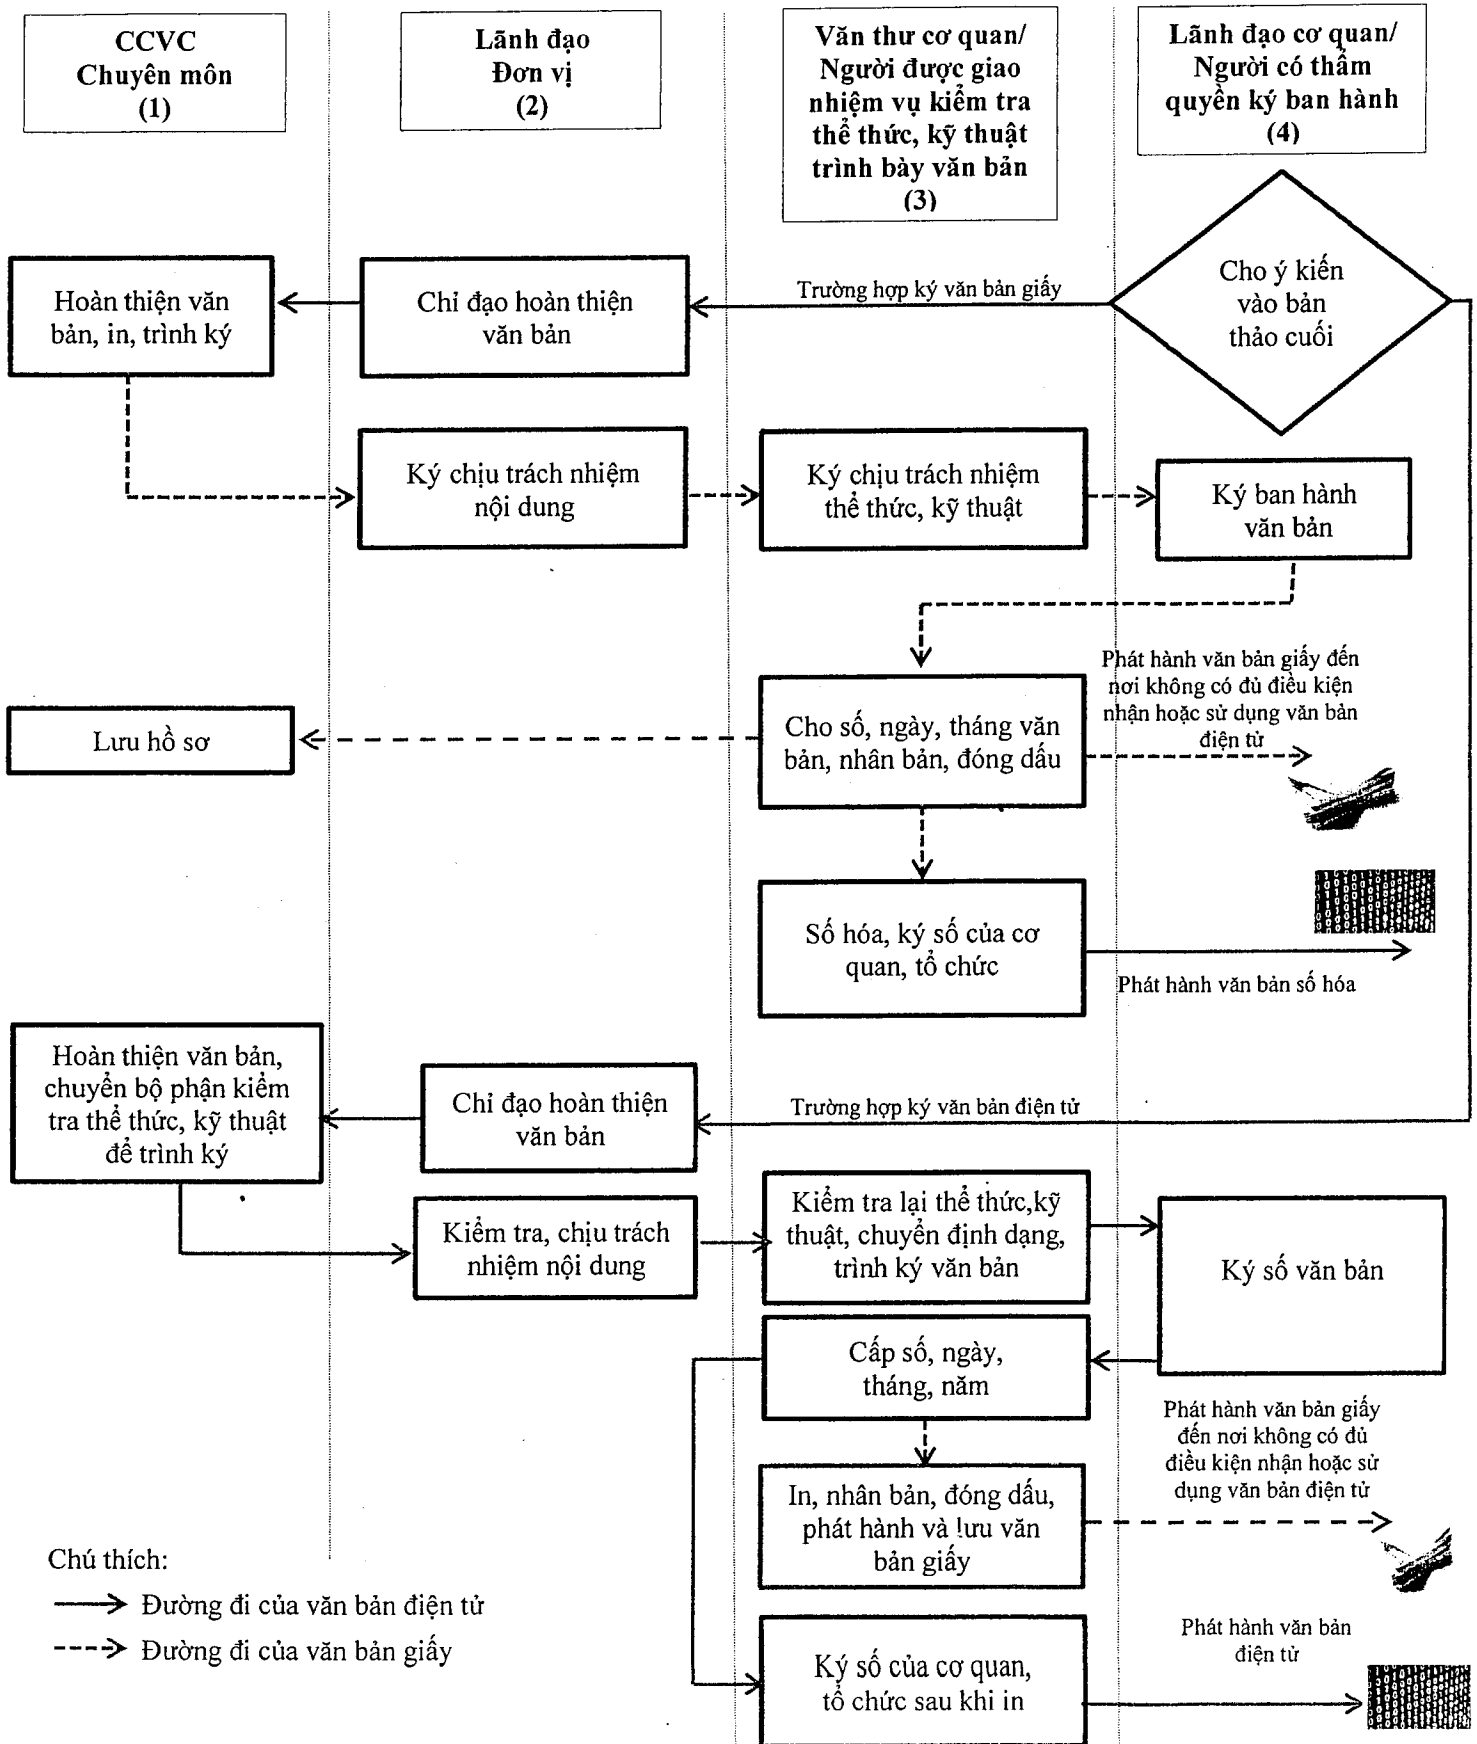 CCVC
Chuyên môn
(1)
Lãnh đạo
Đơn vị
(2)
Văn thư cơ quan/
Người được giao
nhiệm vụ kiểm tra
thể thức, kỹ thuật
trình bày văn bản
(3)
Lãnh đạo cơ quan/
Người có thẩm
quyền ký ban hành
(4)
Hoàn thiện văn
bản, in, trình ký
Chỉ đạo hoàn thiện
văn bản
Trường hợp ký văn bản giấy
Cho ý kiến
vào bản
thảo cuối
Ký chịu trách nhiệm
nội dung
Ký chịu trách nhiệm
thể thức, kỹ thuật
Ký ban hành
văn bản
Lưu hồ sơ
Cho số, ngày, tháng văn
bản, nhân bản, đóng dấu
Phát hành văn bản giấy đến
nơi không có đủ điều kiện
nhận hoặc sử dụng văn bản
điện tử
Số hóa, ký số của cơ
quan, tổ chức
Phát hành văn bản số hóa
Hoàn thiện văn bản,
chuyển bộ phận kiểm
tra thể thức, kỹ thuật
để trình ký
Chỉ đạo hoàn thiện
văn bản
Trường hợp ký văn bản điện tử
Kiểm tra, chịu trách
nhiệm nội dung
Kiểm tra lại thể thức,kỹ
thuật, chuyển định dạng,
trình ký văn bản
Ký số văn bản
Cấp số, ngày,
tháng, năm
Phát hành văn bản giấy
đến nơi không có đủ
điều kiện nhận hoặc sử
dụng văn bản điện tử
In, nhân bản, đóng dấu,
phát hành và lưu văn
bản giấy
Chú thích:
Đường đi của văn bản điện tử
Đường đi của văn bản giấy
Ký số của cơ quan,
tổ chức sau khi in
Phát hành văn bản
điện tử